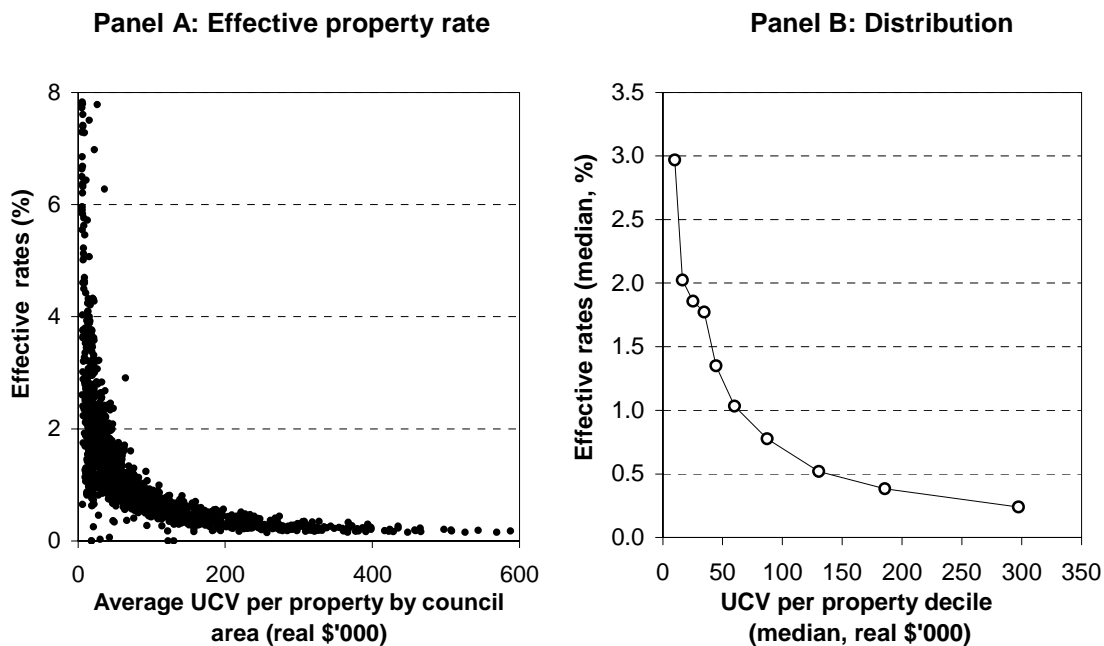 Panel A: Effective property rate
8
6
4
2
0
Effective rates (%)
0 200 400 600
Average UCV per property by council
area (real $'000)
Panel B: Distribution
3.5
3.0
2.5
2.0
1.5
1.0
0.5
0.0
Effective rates (median, %)
0 50 100 150 200 250 300 350
UCV per property decile
(median, real $'000)